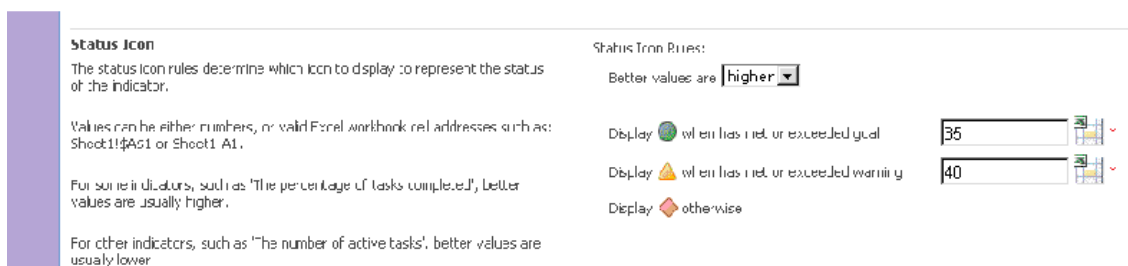 Status Icon
The status icon rules determine which icon to display to represent the status
of the indicator.
Values can be either numbers, or valid Excel workbook cell addresses such as:
Sheet1!$A$1 or Sheet1 A1.
For some indicators, such as 'The percentage of tasks completed', better
values are usually higher.
For other indicators, such as 'The number of active tasks', better values are
usually lower
Status Icon Rules:
Better values are higher
Display when has met or exceeded goal 35
Display when has met or exceeded warning 40
Display otherwise